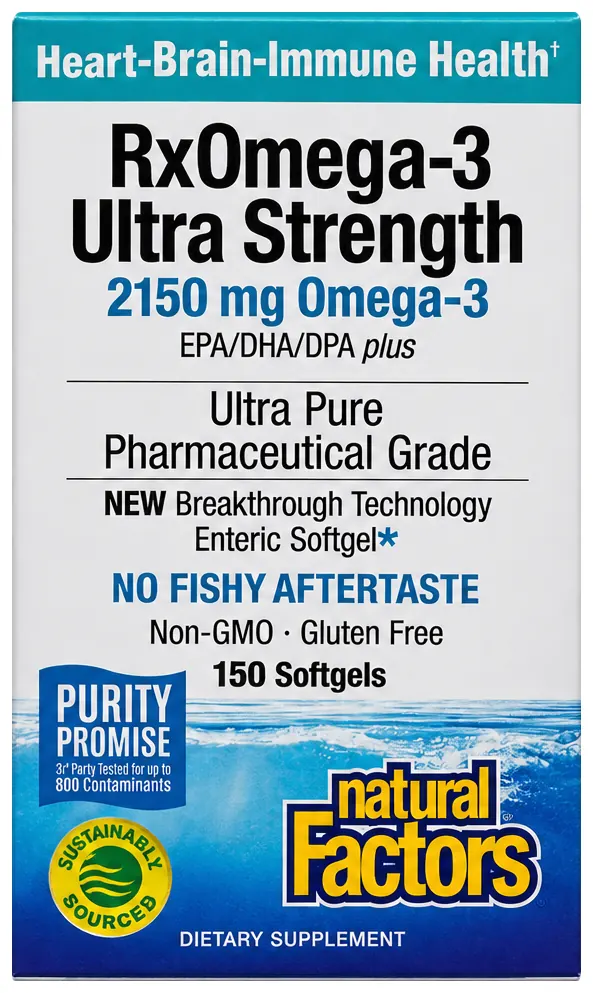 Heart-Brain-Immune Health†
RxOmega-3
Ultra Strength
2150 mg Omega-3
EPA/DHA/DPA plus
Ultra Pure
Pharmaceutical Grade
NEW Breakthrough Technology
Enteric Softgel*
NO FISHY AFTERTASTE
Non-GMO · Gluten Free
150 Softgels
PURITY
PROMISE
3rd Party Tested for up to
800 Contaminants
SUSTAINABLY
SOURCED
natural
Factors
DIETARY SUPPLEMENT